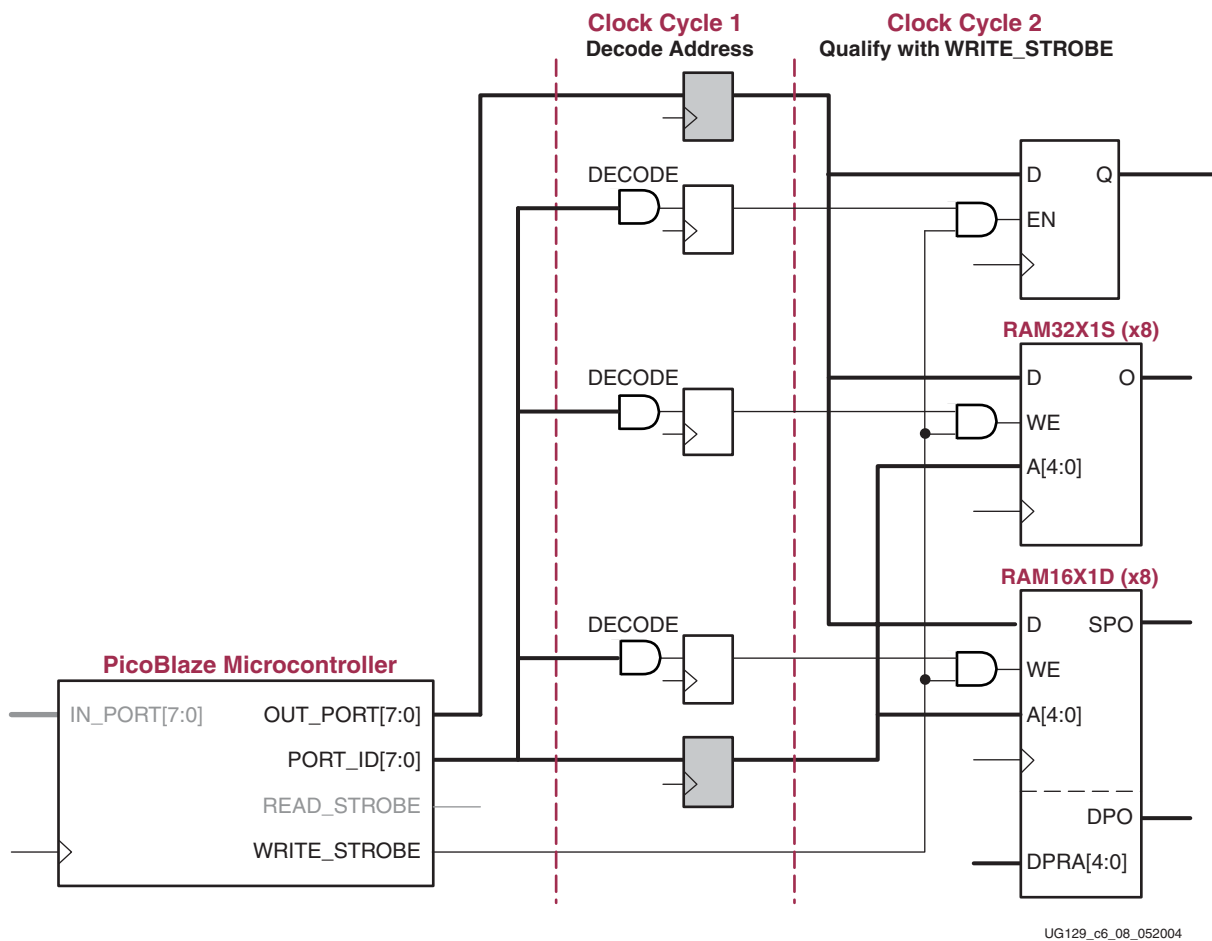 Clock Cycle 1
Decode Address
Clock Cycle 2
Qualify with WRITE_STROBE
DECODE
D
Q
EN
RAM32X1S (x8)
DECODE
D
O
WE
A[4:0]
RAM16X1D (x8)
DECODE
D
SPO
WE
A[4:0]
DPO
DPRA[4:0]
PicoBlaze Microcontroller
IN_PORT[7:0]
OUT_PORT[7:0]
PORT_ID[7:0]
READ_STROBE
WRITE_STROBE
UG129_c6_08_052004